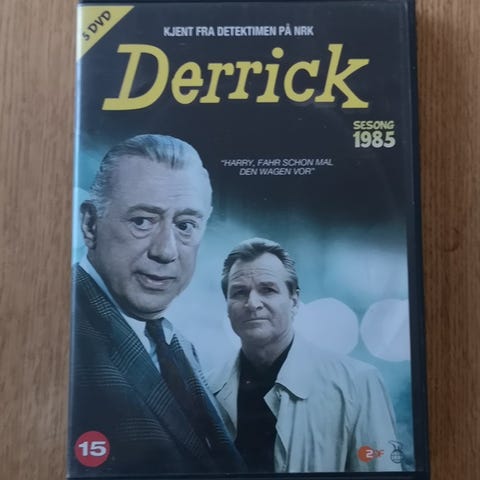 5 DVD
KJENT FRA DETEKTIMEN PÅ NRK
Derrick
SESONG
1985
"HARRY, FAHR SCHON MAL
DEN WAGEN VOR"
15
ZDF